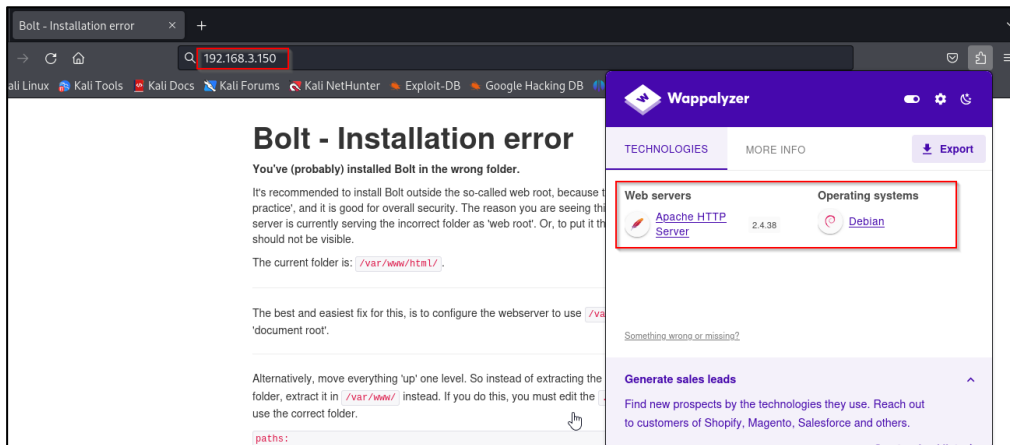 Bolt - Installation error
192.168.3.150
ali Linux Kali Tools Kali Docs Kali Forums Kali NetHunter Exploit-DB Google Hacking DB
Bolt - Installation error
You've (probably) installed Bolt in the wrong folder.
It's recommended to install Bolt outside the so-called web root, because t
practice', and it is good for overall security. The reason you are seeing thi
server is currently serving the incorrect folder as 'web root'. Or, to put it th
should not be visible.
The current folder is: /var/www/html/ .
The best and easiest fix for this, is to configure the webserver to use /va
'document root'.
Alternatively, move everything 'up' one level. So instead of extracting the
folder, extract it in /var/www/ instead. If you do this, you must edit the .
use the correct folder.
paths:
Wappalyzer
TECHNOLOGIES MORE INFO Export
Web servers Operating systems
Apache HTTP
Server 2.4.38 Debian
Something wrong or missing?
Generate sales leads
Find new prospects by the technologies they use. Reach out
to customers of Shopify, Magento, Salesforce and others.